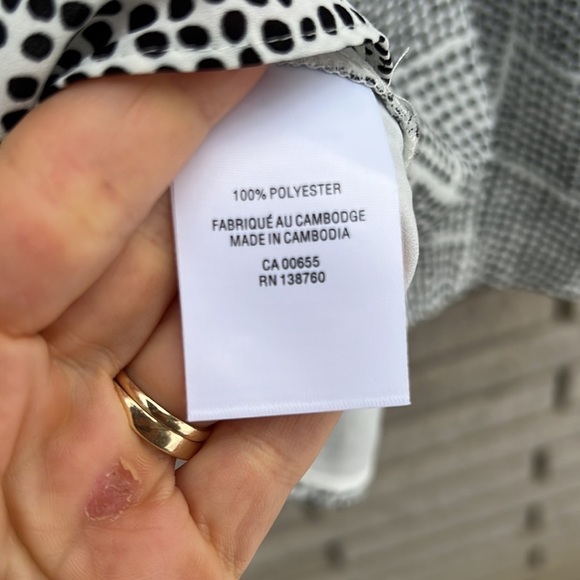 100% POLYESTER
FABRIQUÉ AU CAMBODGE
MADE IN CAMBODIA
CA 00655
RN 138760